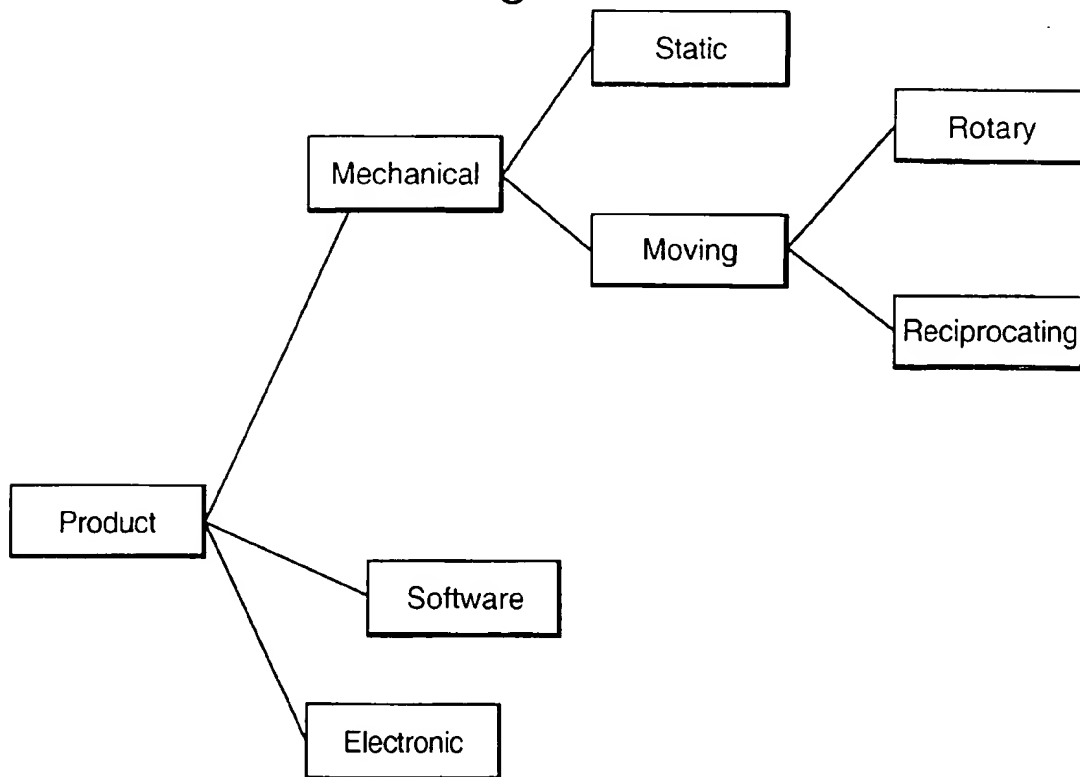 Static
Rotary
Mechanical
Moving
Reciprocating
Product
Software
Electronic